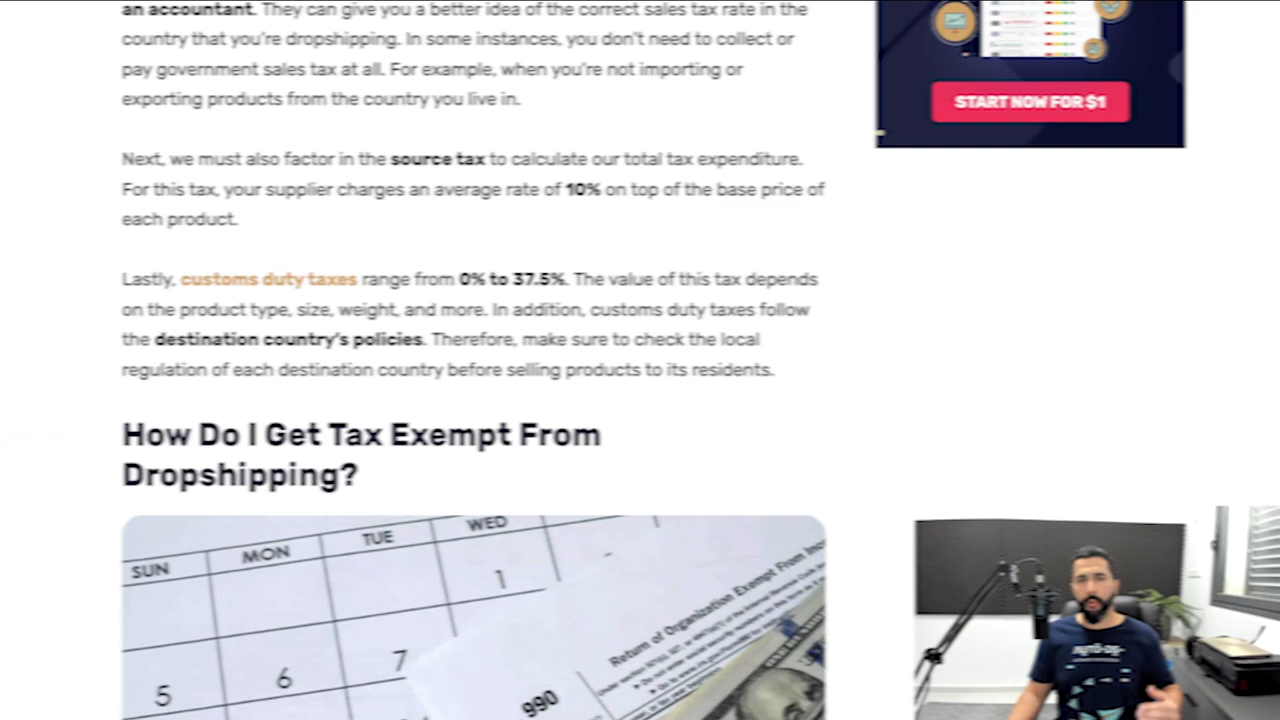 an accountant. They can give you a better idea of the correct sales tax rate in the
country that you're dropshipping. In some instances, you don't need to collect or
pay government sales tax at all. For example, when you're not importing or
exporting products from the country you live in.
START NOW FOR $1
Next, we must also factor in the source tax to calculate our total tax expenditure.
For this tax, your supplier charges an average rate of 10% on top of the base price of
each product.
Lastly, customs duty taxes range from 0% to 37.5%. The value of this tax depends
on the product type, size, weight, and more. In addition, customs duty taxes follow
the destination country's policies. Therefore, make sure to check the local
regulation of each destination country before selling products to its residents.
How Do I Get Tax Exempt From
Dropshipping?
SUN MON TUE WED
1
5 6 7
Return of Organization Exempt From
990